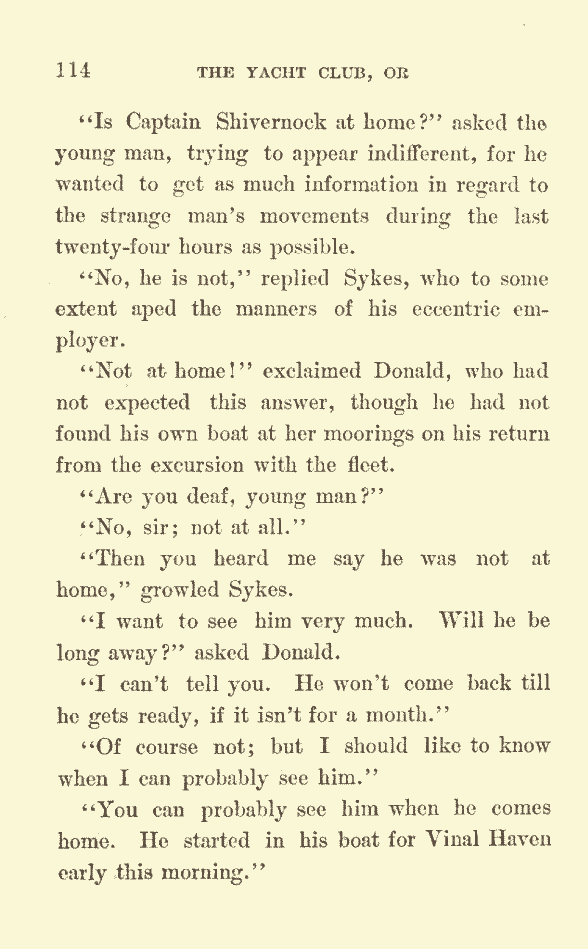 114 THE YACHT CLUB, OR
"Is Captain Shivernock at home?" asked the
young man, trying to appear indifferent, for he
wanted to get as much information in regard to
the strange man's movements during the last
twenty-four hours as possible.
"No, he is not," replied Sykes, who to some
extent aped the manners of his eccentric em-
ployer.
"Not at home!" exclaimed Donald, who had
not expected this answer, though he had not
found his own boat at her moorings on his return
from the excursion with the fleet.
"Are you deaf, young man?"
"No, sir; not at all."
"Then you heard me say he was not at
home," growled Sykes.
"I want to see him very much. Will he be
long away?" asked Donald.
"I can't tell you. He won't come back till
he gets ready, if it isn't for a month."
"Of course not; but I should like to know
when I can probably see him."
"You can probably see him when he comes
home. He started in his boat for Vinal Haven
early this morning."